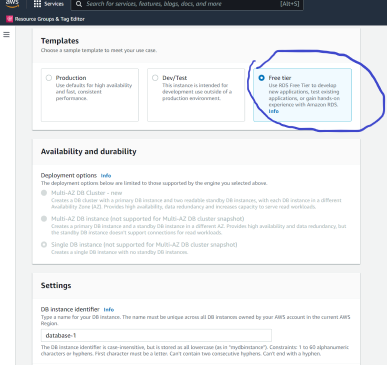 aws
Services
Search for services, features, blogs, docs, and more
[Alt+S]
Resource Groups & Tag Editor
Templates
Choose a sample template to meet your use case.
Production
Use defaults for high availability
and fast, consistent
performance.
Dev/Test
This instance is intended for
development use outside of a
production environment.
Free tier
Use RDS Free Tier to develop
new applications, test existing
applications, or gain hands-on
experience with Amazon RDS.
Info
Availability and durability
Deployment options Info
The deployment options below are limited to those supported by the engine you selected above.
Multi-AZ DB Cluster - new
Creates a DB cluster with a primary DB instance and two readable standby DB instances, with each DB instance in a different
Availability Zone (AZ). Provides high availability, data redundancy and increases capacity to serve read workloads.
Multi-AZ DB instance (not supported for Multi-AZ DB cluster snapshot)
Creates a primary DB instance and a standby DB instance in a different AZ. Provides high availability and data redundancy, but
the standby DB instance doesn't support connections for read workloads.
Single DB instance (not supported for Multi-AZ DB cluster snapshot)
Creates a single DB instance with no standby DB instances.
Settings
DB instance identifier Info
Type a name for your DB instance. The name must be unique across all DB instances owned by your AWS account in the current AWS
Region.
database-1
The DB instance identifier is case-insensitive, but is stored as all lowercase (as in "mydbinstance"). Constraints: 1 to 60 alphanumeric
characters or hyphens. First character must be a letter. Can't contain two consecutive hyphens. Can't end with a hyphen.